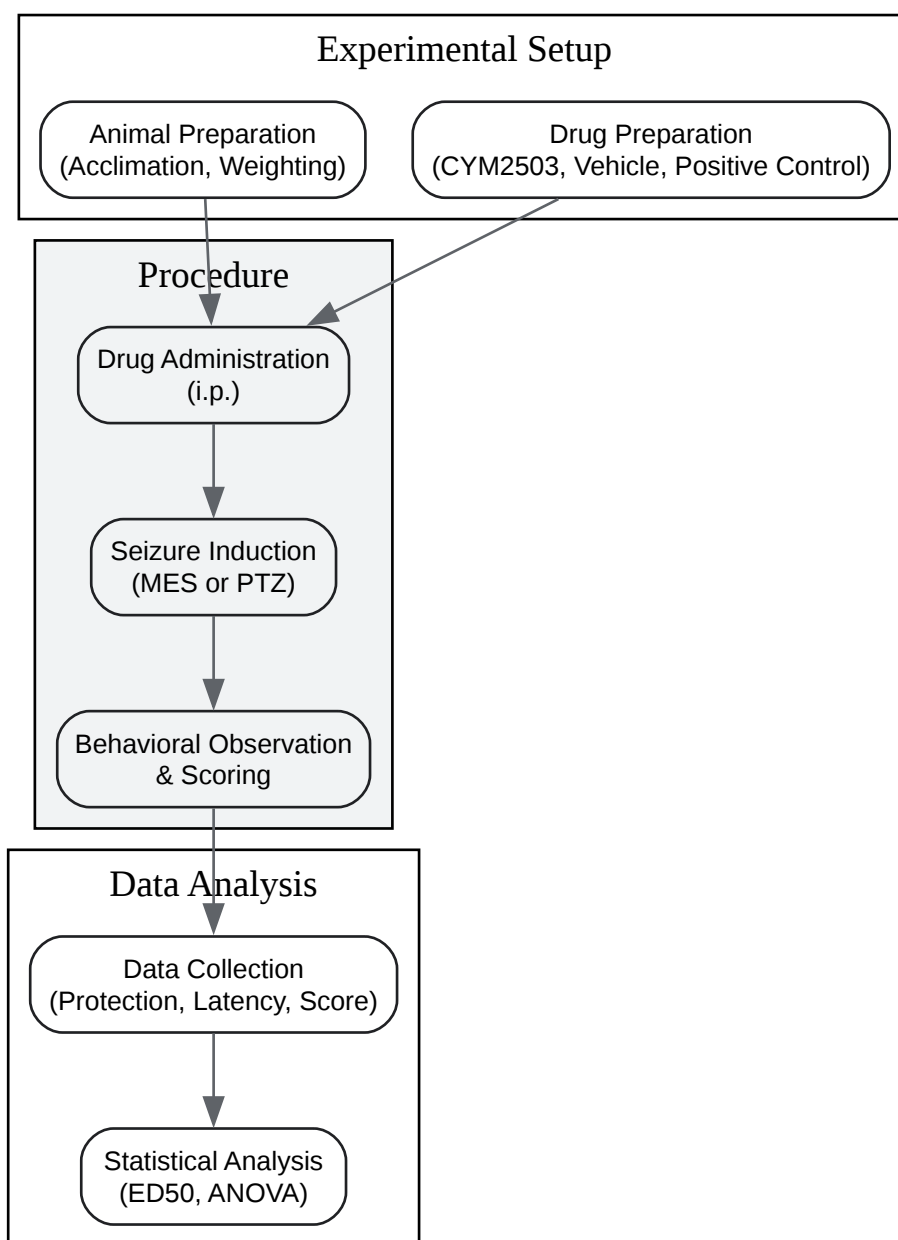 Experimental Setup
Animal Preparation
(Acclimation, Weighting)
Drug Preparation
(CYM2503, Vehicle, Positive Control)
Procedure
Drug Administration
(i.p.)
Seizure Induction
(MES or PTZ)
Behavioral Observation
& Scoring
Data Analysis
Data Collection
(Protection, Latency, Score)
Statistical Analysis
(ED50, ANOVA)